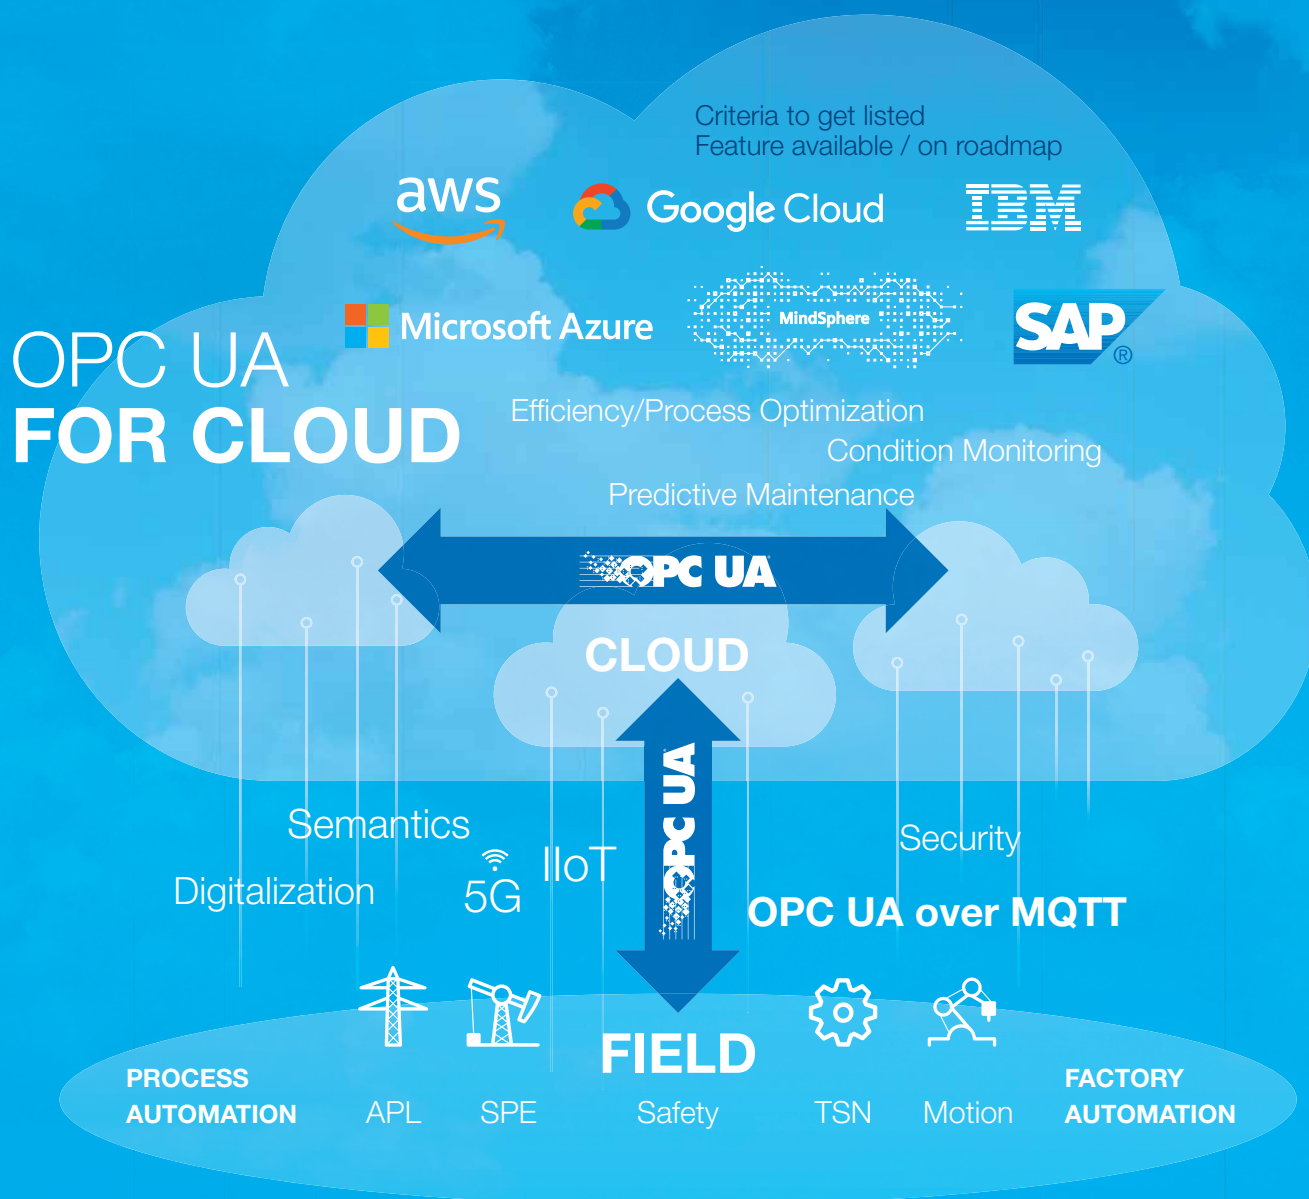 Criteria to get listed
Feature available / on roadmap
aws
Google Cloud
IBM
Microsoft Azure
MindSphere
SAP®
OPC UA
FOR CLOUD
Efficiency/Process Optimization
Condition Monitoring
Predictive Maintenance
OPC UA
CLOUD
OPC UA
Semantics
Security
IIoT
Digitalization
5G
OPC UA over MQTT
FIELD
PROCESS
AUTOMATION
APL
SPE
Safety
TSN
Motion
FACTORY
AUTOMATION